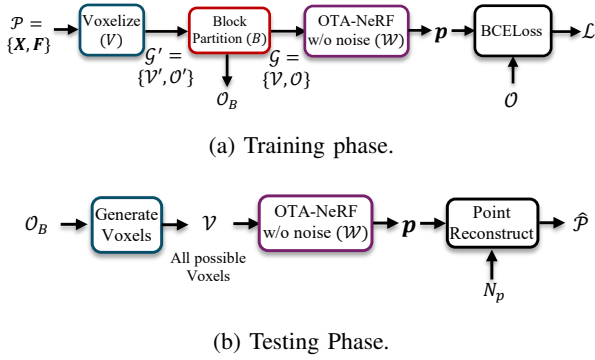 𝒫 =
{X, F}
Voxelize
(V)
𝒢′ =
{𝒱′, 𝒪′}
Block
Partition (B)
𝒪_B
𝒢 =
{𝒱, 𝒪}
OTA-NeRF
w/o noise (𝒲)
p
BCELoss
ℒ
𝒪
(a) Training phase.
𝒪_B
Generate
Voxels
𝒱
All possible
Voxels
OTA-NeRF
w/o noise (𝒲)
p
Point
Reconstruct
𝒫̂
N_p
(b) Testing Phase.